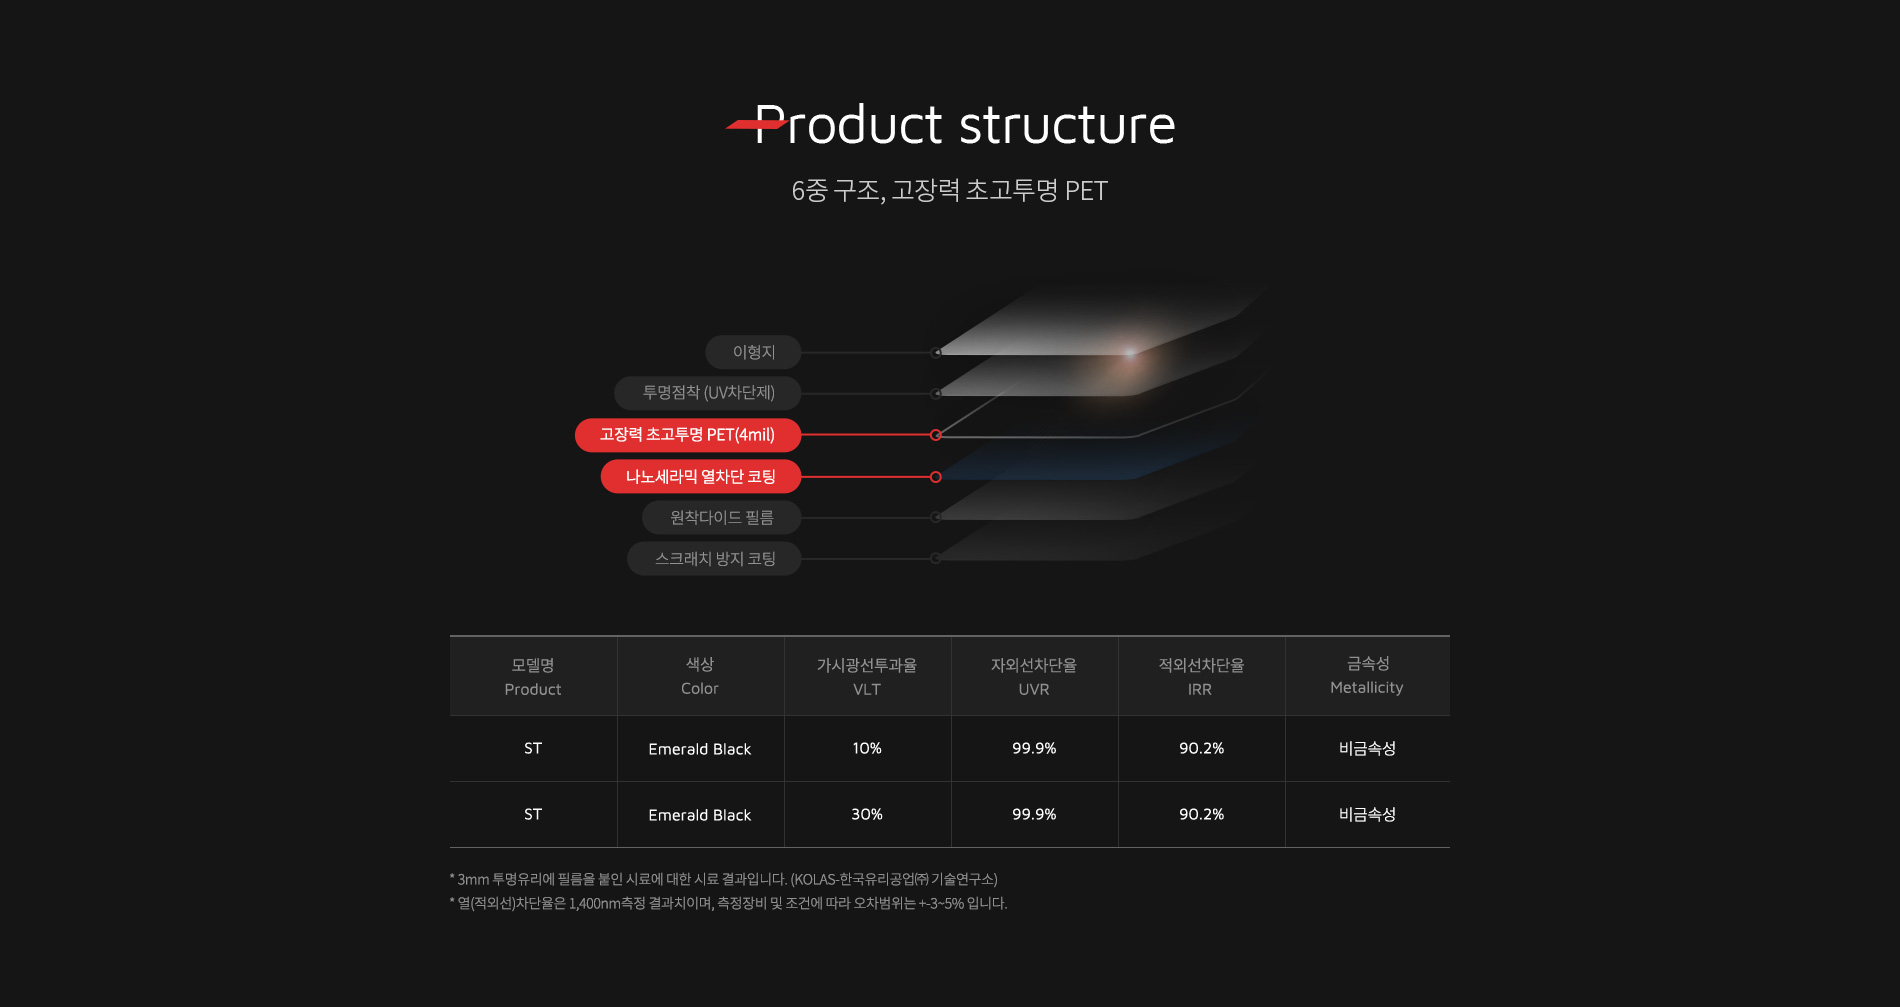 Product structure
6중 구조, 고장력 초고투명 PET
이형지
투명점착 (UV차단제)
고장력 초고투명 PET(4mil)
나노세라믹 열차단 코팅
원착다이드 필름
스크래치 방지 코팅
모델명 색상 가시광선투과율 자외선차단율 적외선차단율 금속성
Product Color VLT UVR IRR Metallicity
ST Emerald Black 10% 99.9% 90.2% 비금속성
ST Emerald Black 30% 99.9% 90.2% 비금속성
* 3mm 투명유리에 필름을 붙인 시료에 대한 시료 결과입니다. (KOLAS-한국유리공업㈜ 기술연구소)
* 열(적외선)차단율은 1,400nm측정 결과치이며, 측정장비 및 조건에 따라 오차범위는 +-3~5% 입니다.